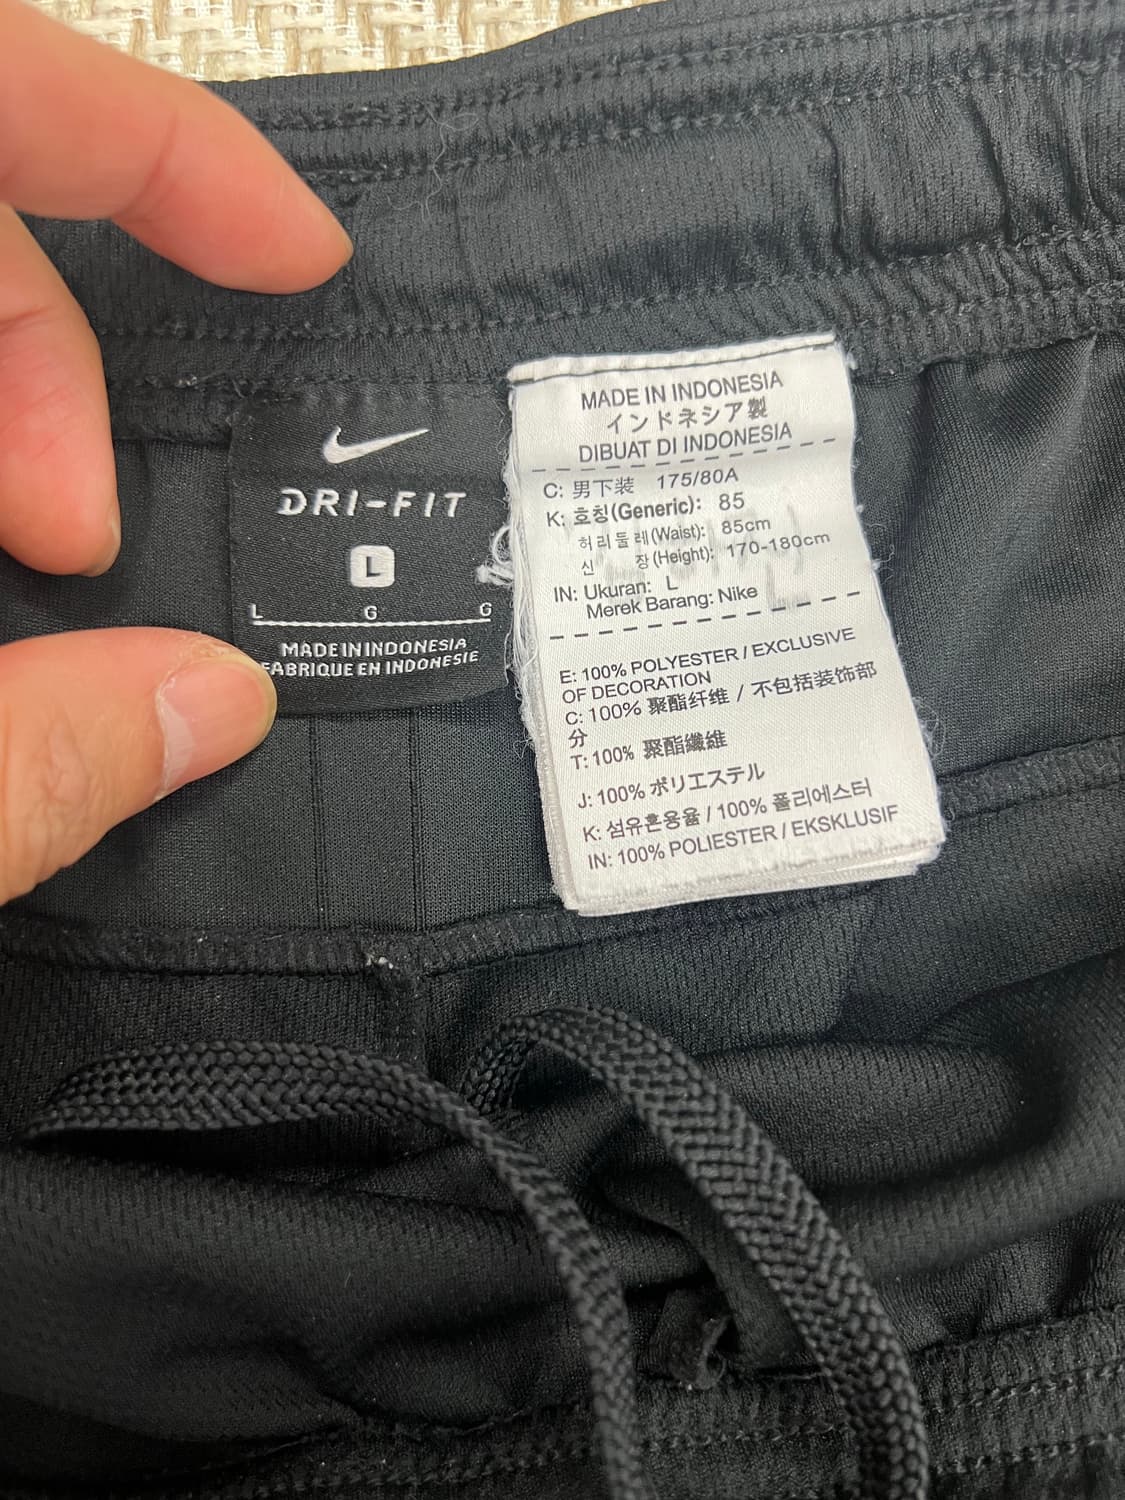 DRI-FIT
L
L G G
MADE IN INDONESIA
FABRIQUE EN INDONESIE
MADE IN INDONESIA
インドネシア製
DIBUAT DI INDONESIA
C: 男下装 175/80A
K: 호칭(Generic): 85
허리둘레(Waist): 85cm
신 장(Height): 170-180cm
IN: Ukuran: L
Merek Barang: Nike
E: 100% POLYESTER / EXCLUSIVE
OF DECORATION
C: 100% 聚酯纤维 / 不包括装饰部
分
T: 100% 聚酯纖維
J: 100% ポリエステル
K: 섬유혼용율 / 100% 폴리에스터
IN: 100% POLIESTER / EKSKLUSIF